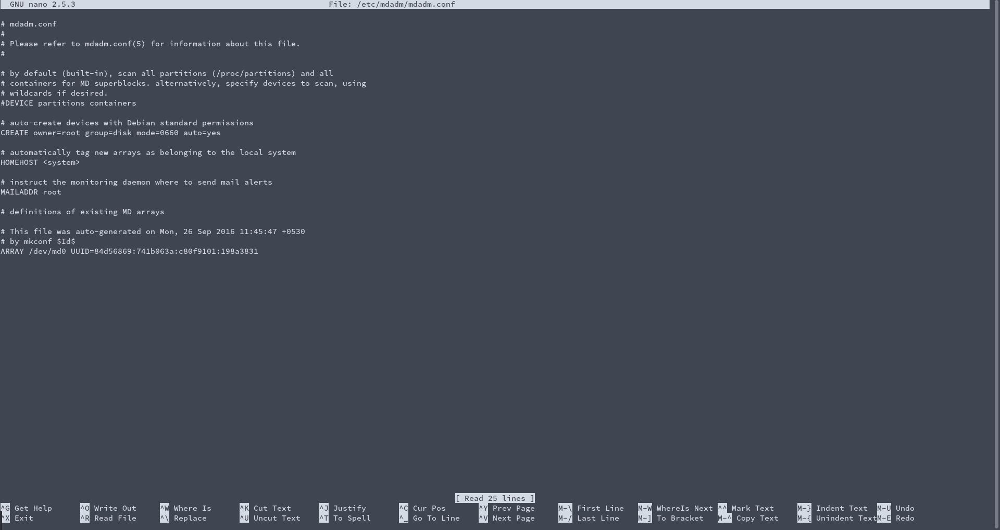 GNU nano 2.5.3 File: /etc/mdadm/mdadm.conf
# mdadm.conf
#
# Please refer to mdadm.conf(5) for information about this file.
#
# by default (built-in), scan all partitions (/proc/partitions) and all
# containers for MD superblocks. alternatively, specify devices to scan, using
# wildcards if desired.
#DEVICE partitions containers
# auto-create devices with Debian standard permissions
CREATE owner=root group=disk mode=0660 auto=yes
# automatically tag new arrays as belonging to the local system
HOMEHOST <system>
# instruct the monitoring daemon where to send mail alerts
MAILADDR root
# definitions of existing MD arrays
# This file was auto-generated on Mon, 26 Sep 2016 11:45:47 +0530
# by mkconf $Id$
ARRAY /dev/md0 UUID=84d56869:741b063a:c80f9101:198a3831
[ Read 25 lines ]
^G Get Help ^O Write Out ^W Where Is ^K Cut Text ^J Justify ^C Cur Pos ^Y Prev Page M-\ First Line M-W WhereIs Next ^^ Mark Text M-} Indent Text M-U Undo
^X Exit ^R Read File ^\ Replace ^U Uncut Text ^T To Spell ^_ Go To Line ^V Next Page M-/ Last Line M-] To Bracket M-^ Copy Text M-{ Unindent Text M-E Redo